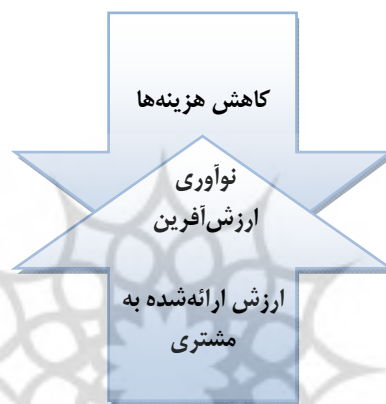 کاهش هزینه‌ها
نوآوری
ارزش‌آفرین
ارزش ارائه‌شده به
مشتری